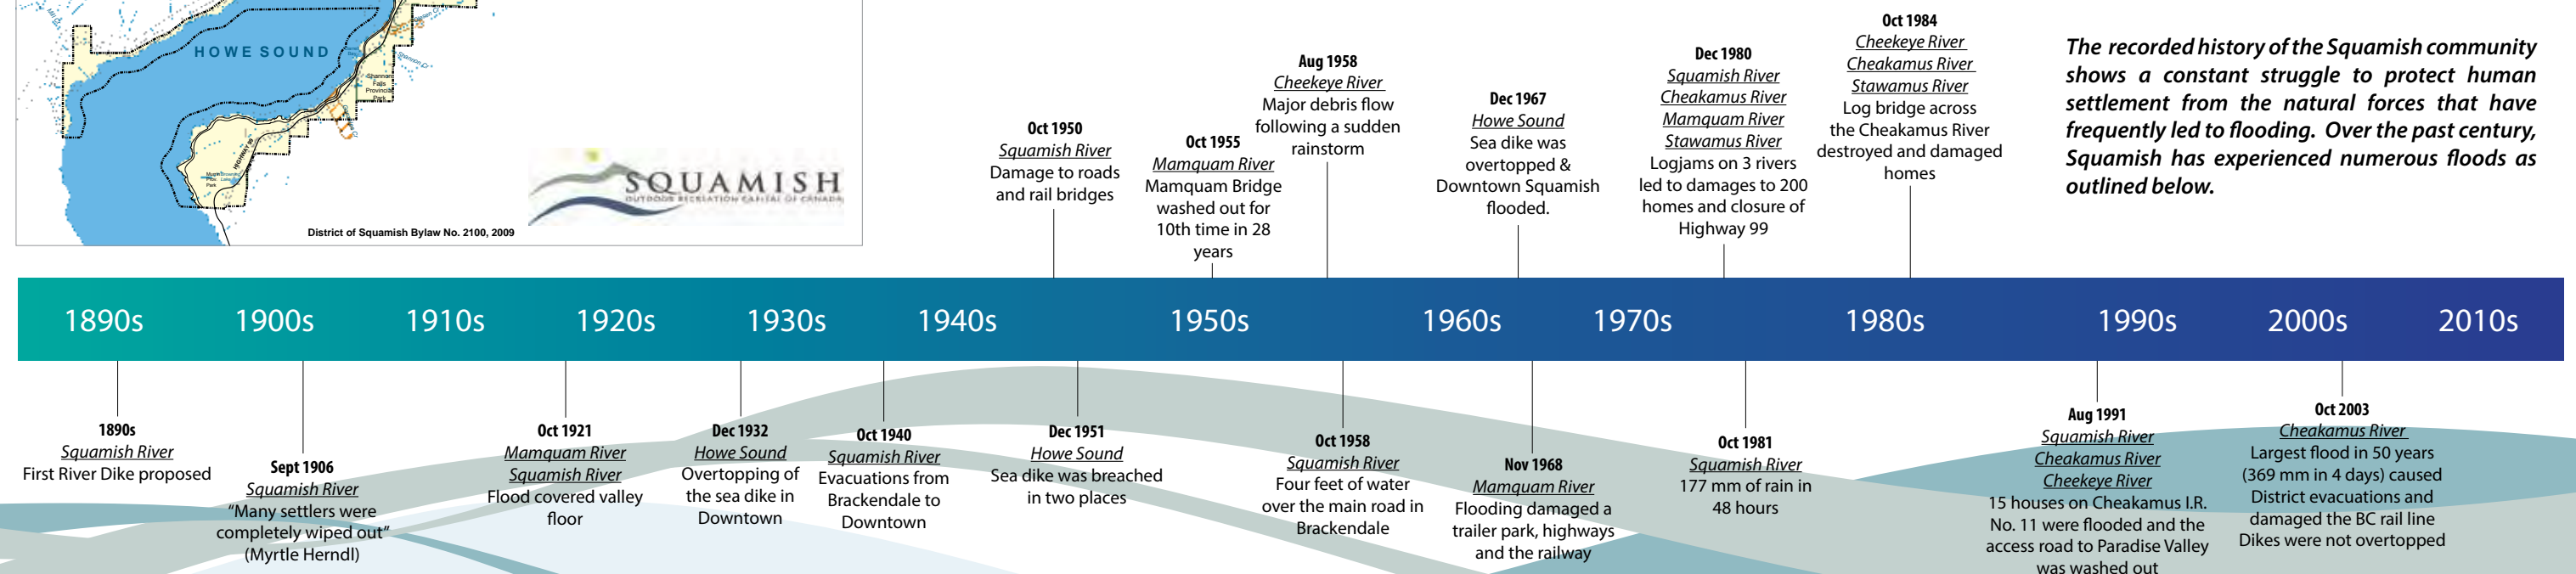 HOWE SOUND
Shannon
Falls
Provincial
Park
HIGHWAY 99
Park
SQUAMISH
OUTDOOR RECREATION CAPITAL OF CANADA
District of Squamish Bylaw No. 2100, 2009
Oct 1950
Squamish River
Damage to roads
and rail bridges
Oct 1955
Mamquam River
Mamquam Bridge
washed out for
10th time in 28
years
Aug 1958
Cheekeye River
Major debris flow
following a sudden
rainstorm
Dec 1967
Howe Sound
Sea dike was
overtopped &
Downtown Squamish
flooded.
Dec 1980
Squamish River
Cheakamus River
Mamquam River
Stawamus River
Logjams on 3 rivers
led to damages to 200
homes and closure of
Highway 99
Oct 1984
Cheekeye River
Cheakamus River
Stawamus River
Log bridge across
the Cheakamus River
destroyed and damaged
homes
The recorded history of the Squamish community
shows a constant struggle to protect human
settlement from the natural forces that have
frequently led to flooding. Over the past century,
Squamish has experienced numerous floods as
outlined below.
1890s 1900s 1910s 1920s 1930s 1940s 1950s 1960s 1970s 1980s 1990s 2000s 2010s
1890s
Squamish River
First River Dike proposed
Sept 1906
Squamish River
“Many settlers were
completely wiped out”
(Myrtle Herndl)
Oct 1921
Mamquam River
Squamish River
Flood covered valley
floor
Dec 1932
Howe Sound
Overtopping of
the sea dike in
Downtown
Oct 1940
Squamish River
Evacuations from
Brackendale to
Downtown
Dec 1951
Howe Sound
Sea dike was breached
in two places
Oct 1958
Squamish River
Four feet of water
over the main road in
Brackendale
Nov 1968
Mamquam River
Flooding damaged a
trailer park, highways
and the railway
Oct 1981
Squamish River
177 mm of rain in
48 hours
Aug 1991
Squamish River
Cheakamus River
Cheekeye River
15 houses on Cheakamus I.R.
No. 11 were flooded and the
access road to Paradise Valley
was washed out
Oct 2003
Cheakamus River
Largest flood in 50 years
(369 mm in 4 days) caused
District evacuations and
damaged the BC rail line
Dikes were not overtopped